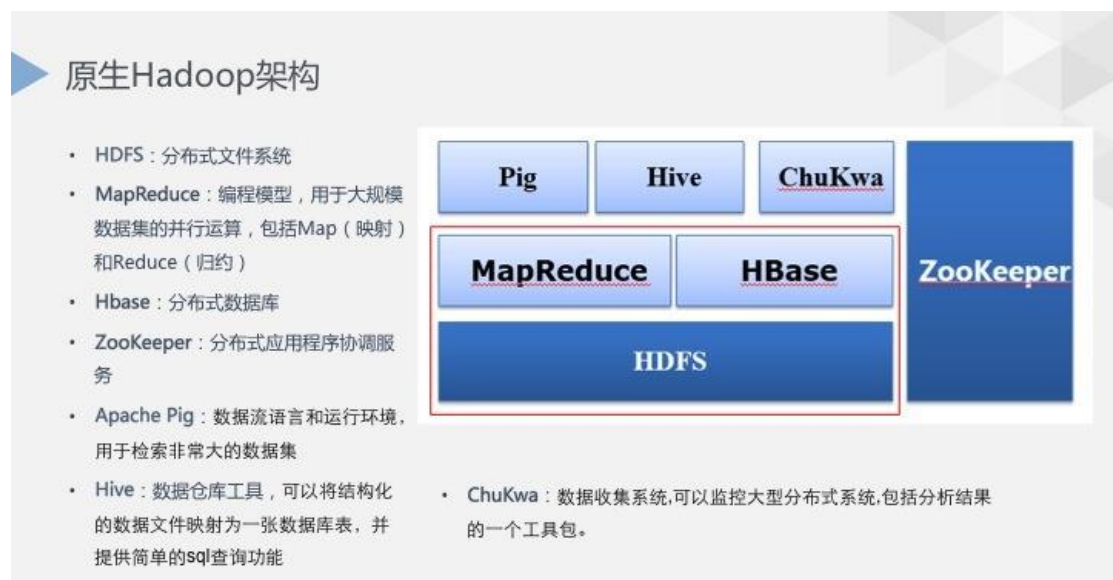 原生Hadoop架构
• HDFS：分布式文件系统
• MapReduce：编程模型，用于大规模
数据集的并行运算，包括Map（映射）
和Reduce（归约）
• Hbase：分布式数据库
• ZooKeeper：分布式应用程序协调服
务
• Apache Pig：数据流语言和运行环境，
用于检索非常大的数据集
• Hive：数据仓库工具，可以将结构化
的数据文件映射为一张数据库表，并
提供简单的sql查询功能
Pig
Hive
ChuKwa
MapReduce
HBase
HDFS
ZooKeeper
• ChuKwa：数据收集系统,可以监控大型分布式系统,包括分析结果
的一个工具包。